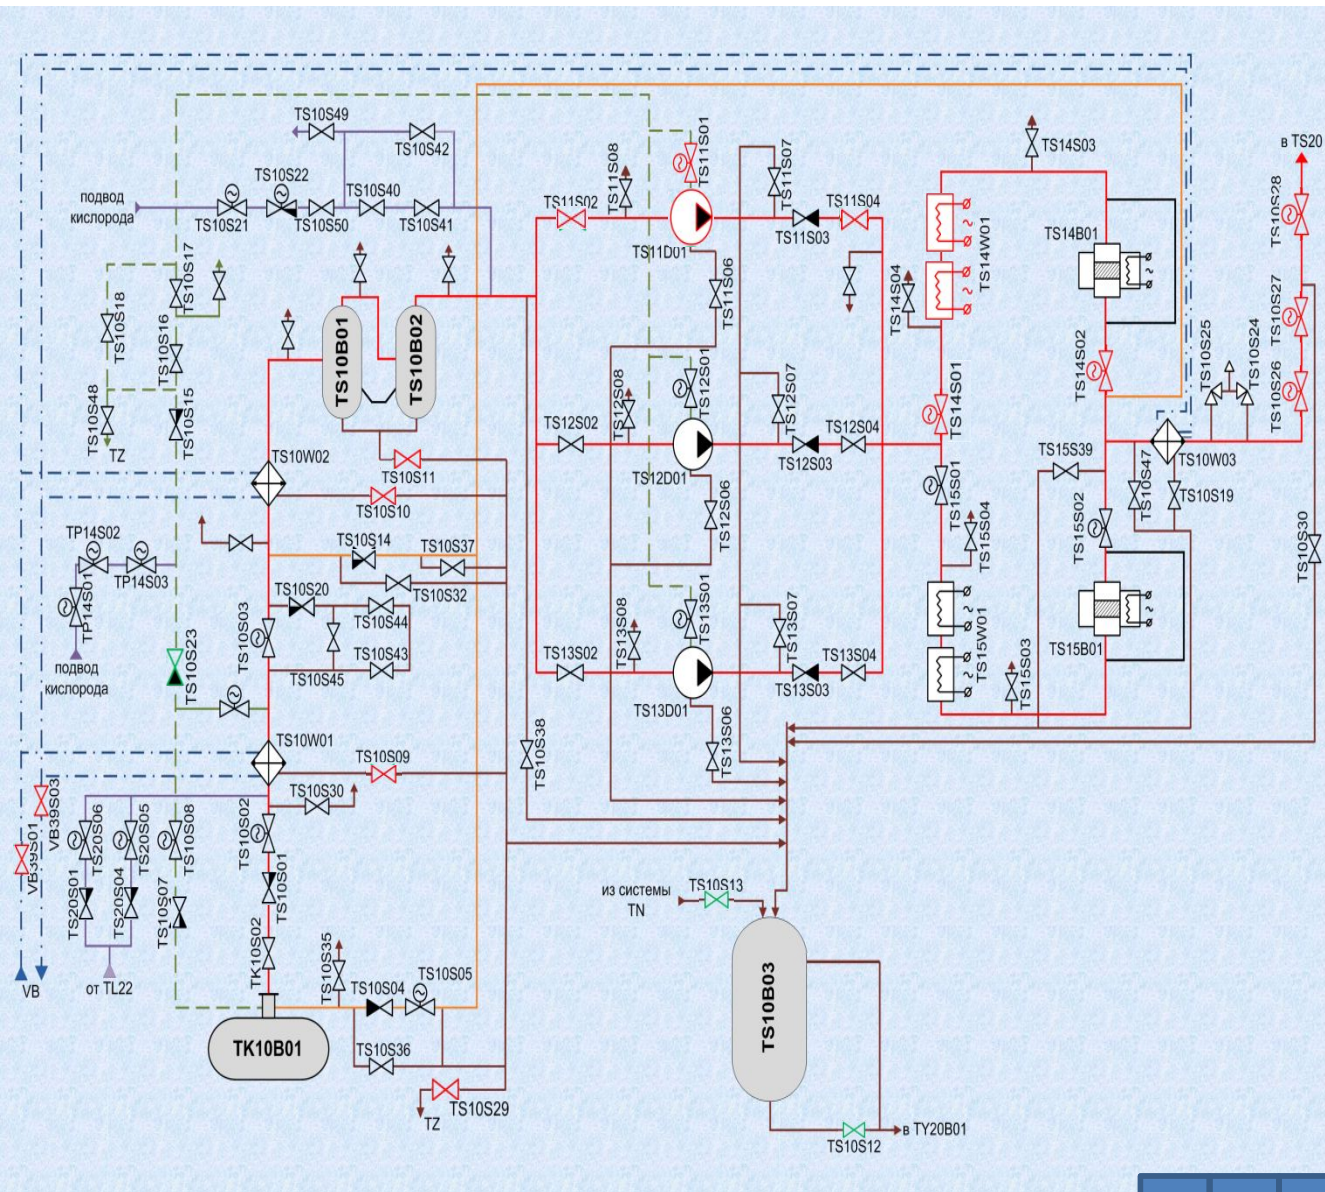 TS10S49
TS10S42
TS10S22
подвод
кислорода
TS10S21
TS10S50
TS10S40
TS10S41
TS10S17
TS10S18
TS10S16
TS10S48
TS10S15
TZ
TS10B01
TS10B02
TS10W02
TS10S11
TS10S10
TP14S02
TP14S03
TP14S01
подвод
кислорода
TS10S14
TS10S37
TS10S32
TS10S20
TS10S44
TS10S03
TS10S43
TS10S45
TS10S23
TS10W01
TS10S09
TS10S30
VB39S03
VB39S01
TS20S06
TS20S05
TS10S08
TS10S02
TS20S01
TS20S04
TS10S07
TS10S01
TK10S02
VB
от TL22
TK10B01
TS10S35
TS10S04
TS10S05
TS10S36
TS10S29
TZ
TS10S38
TS11S02
TS11S08
TS11S01
TS11D01
TS11S06
TS11S07
TS11S03
TS11S04
TS12S02
TS12S08
TS12S01
TS12D01
TS12S06
TS12S07
TS12S03
TS12S04
TS13S02
TS13S08
TS13S01
TS13D01
TS13S06
TS13S07
TS13S03
TS13S04
TS14S04
TS14W01
TS14S03
TS14B01
TS14S01
TS14S02
TS15S01
TS15S04
TS15W01
TS15S03
TS15S39
TS15S02
TS15B01
TS10S47
TS10W03
TS10S19
TS10S25
TS10S24
в TS20
TS10S28
TS10S27
TS10S26
TS10S30
из системы
TN
TS10S13
TS10B03
TS10S12
в TY20B01